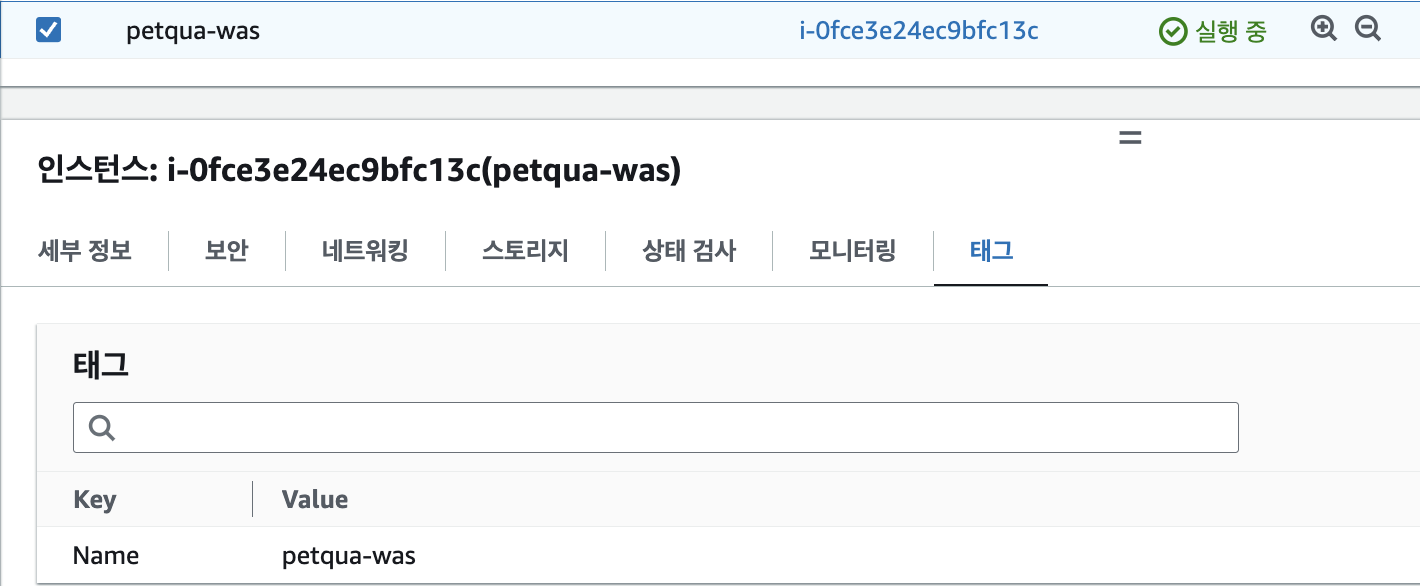 petqua-was i-0fce3e24ec9bfc13c 실행 중
인스턴스: i-0fce3e24ec9bfc13c(petqua-was)
세부 정보 보안 네트워킹 스토리지 상태 검사 모니터링 태그
태그
Key Value
Name petqua-was